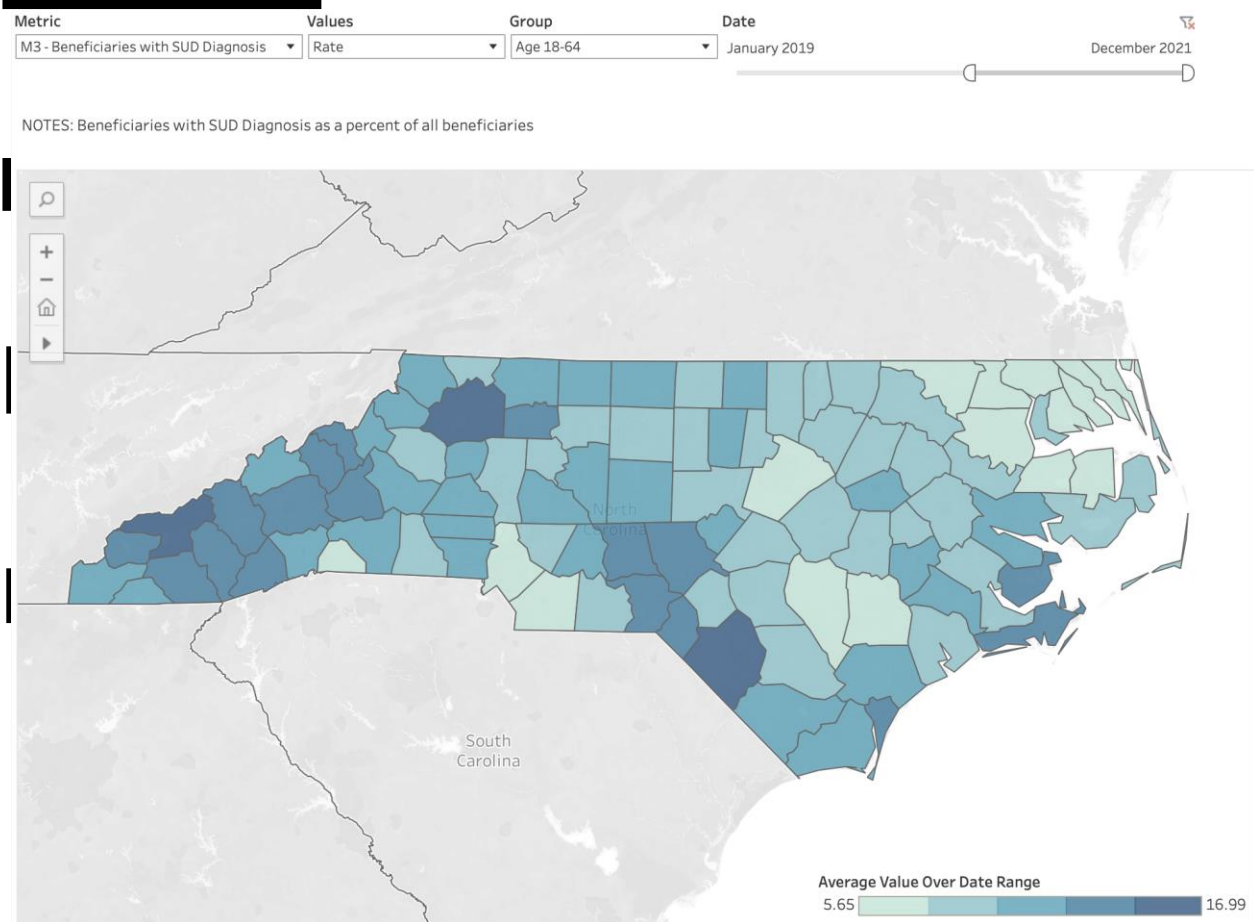 Metric Values Group Date
M3 - Beneficiaries with SUD Diagnosis Rate Age 18-64 January 2019 December 2021
NOTES: Beneficiaries with SUD Diagnosis as a percent of all beneficiaries
North
Carolina
South
Carolina
Average Value Over Date Range
5.65 16.99